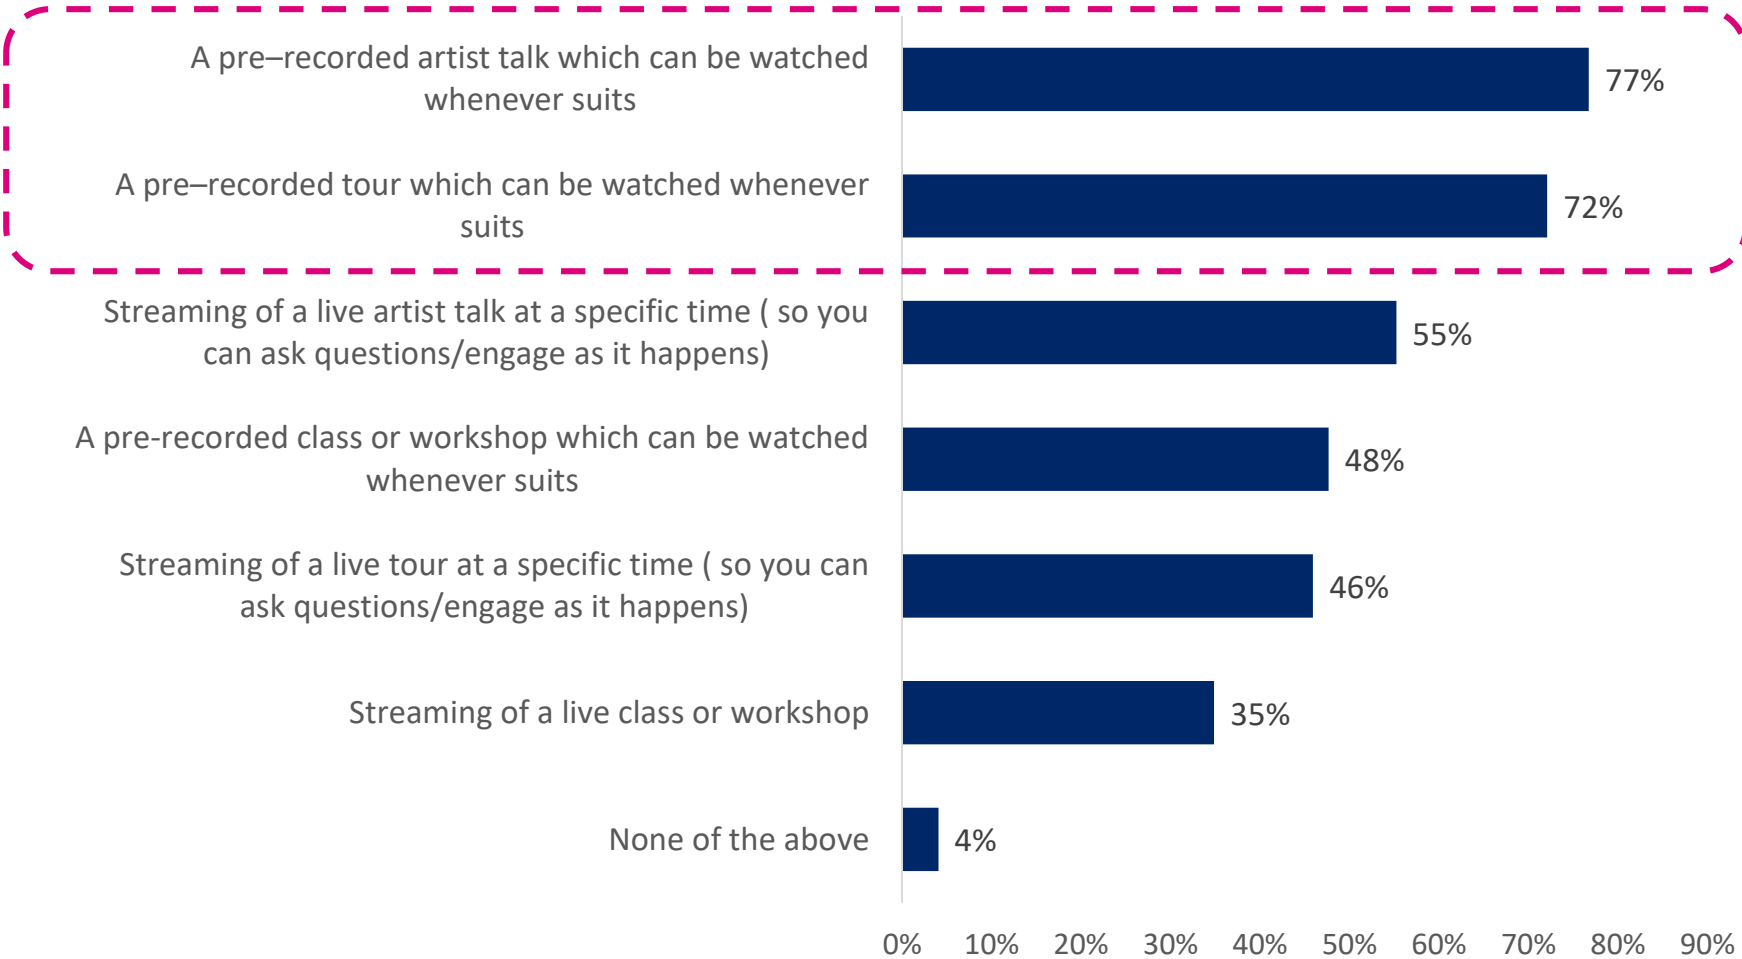 A pre–recorded artist talk which can be watched
whenever suits
77%
A pre–recorded tour which can be watched whenever
suits
72%
Streaming of a live artist talk at a specific time ( so you
can ask questions/engage as it happens)
55%
A pre-recorded class or workshop which can be watched
whenever suits
48%
Streaming of a live tour at a specific time ( so you can
ask questions/engage as it happens)
46%
Streaming of a live class or workshop
35%
None of the above
4%
0% 10% 20% 30% 40% 50% 60% 70% 80% 90%